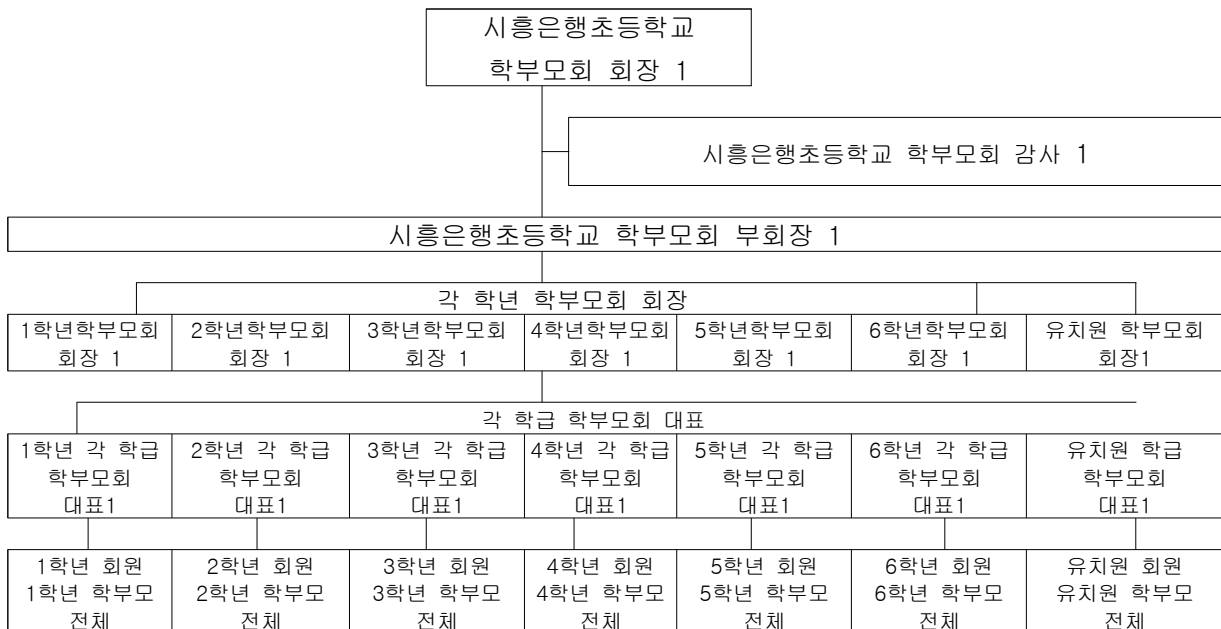 시흥은행초등학교
학부모회 회장 1
시흥은행초등학교 학부모회 감사 1
시흥은행초등학교 학부모회 부회장 1
각 학년 학부모회 회장
1학년학부모회
회장 1
2학년학부모회
회장 1
3학년학부모회
회장 1
4학년학부모회
회장 1
5학년학부모회
회장 1
6학년학부모회
회장 1
유치원 학부모회
회장1
각 학급 학부모회 대표
1학년 각 학급
학부모회
대표1
2학년 각 학급
학부모회
대표1
3학년 각 학급
학부모회
대표1
4학년 각 학급
학부모회
대표1
5학년 각 학급
학부모회
대표1
6학년 각 학급
학부모회
대표1
유치원 학급
학부모회
대표1
1학년 회원
1학년 학부모
전체
2학년 회원
2학년 학부모
전체
3학년 회원
3학년 학부모
전체
4학년 회원
4학년 학부모
전체
5학년 회원
5학년 학부모
전체
6학년 회원
6학년 학부모
전체
유치원 회원
유치원 학부모
전체